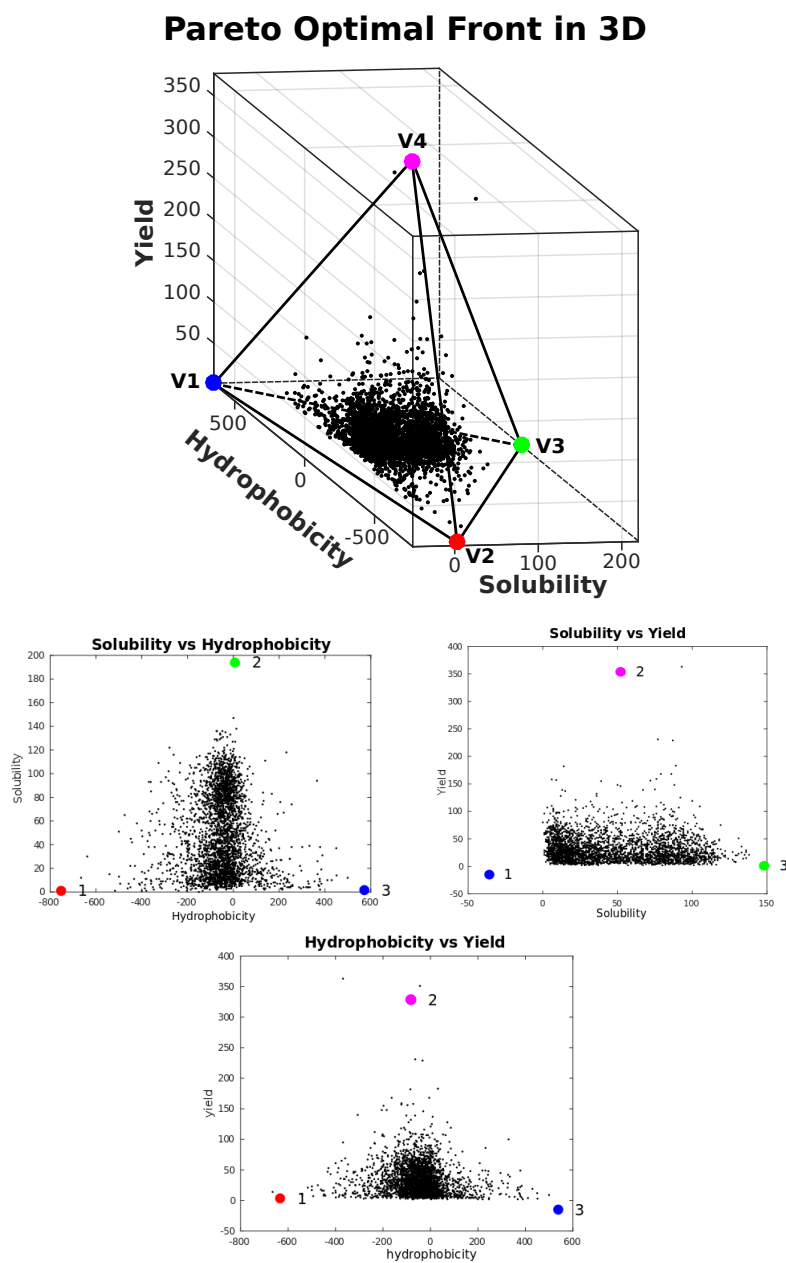 Pareto Optimal Front in 3D
350
300
250
200
150
100
50
Yield
V4
V1
V3
V2
500
0
-500
Hydrophobicity
0
100
200
Solubility
Solubility vs Hydrophobicity
200
180
160
140
120
100
80
60
40
20
0
Solubility
2
1
3
-800 -600 -400 -200 0 200 400 600
Hydrophobicity
Solubility vs Yield
400
350
300
250
200
150
100
50
0
-50
Yield
2
1
3
-50 0 50 100 150
Solubility
Hydrophobicity vs Yield
400
350
300
250
200
150
100
50
0
-50
yield
2
1
3
-800 -600 -400 -200 0 200 400 600
hydrophobicity